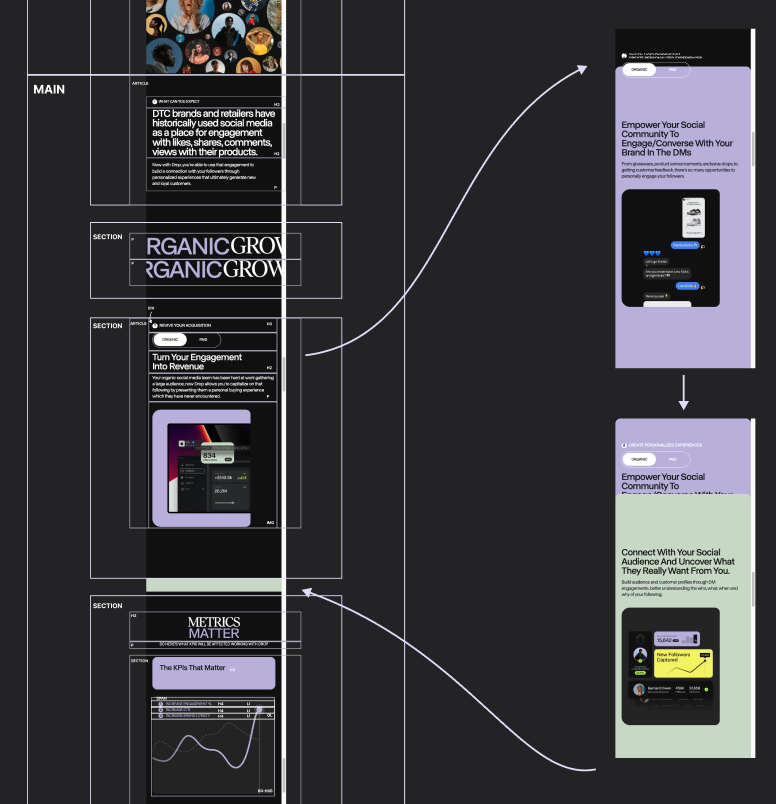 MAIN
ARTICLE
WHAT CAN YOU EXPECT
H3
DTC brands and retailers have
historically used social media
as a place for engagement
with likes, shares, comments,
views with their products.
H2
Now with Drop, you're able to use that engagement to
build a connection with your followers through
personalized experiences that ultimately generate new
and loyal customers.
P
SECTION
P
RGANIC GROW
P
RGANIC GROW
DIV
SECTION
ARTICLE
REVIVE YOUR ACQUISITION
H3
ORGANIC
PAID
Turn Your Engagement
Into Revenue
H2
Your organic social media team has been hard at work gathering
a large audience, now Drop allows you to capitalize on that
following by presenting them a personal buying experience
which they have never encountered.
P
834
26,2M
IMG
SECTION
H2
METRICS
MATTER
P
SO HERE'S WHAT KPIS WILL BE AFFECTED WORKING WITH DROP
SECTION
The KPIs That Matter
H3
SPAN
INCREASE ENGAGEMENT % H4 LI
INCREASE CTR H4 LI
INCREASE BRAND LOYALTY H4 LI
OL
BG-IMG
ORGANIC
PAID
Empower Your Social
Community To
Engage/Converse With Your
Brand In The DMs
From giveaways, product announcements, exclusive drops, to
getting customer feedback, there's so many opportunities to
personally engage your followers.
CREATE PERSONALIZED EXPERIENCES
ORGANIC
PAID
Empower Your Social
Community To
Engage/Converse With Your
Connect With Your Social
Audience And Uncover What
They Really Want From You.
Build audience and customer profiles through DM
engagements, better understanding the who, what, when and
why of your following.
15,642
New Followers
Captured